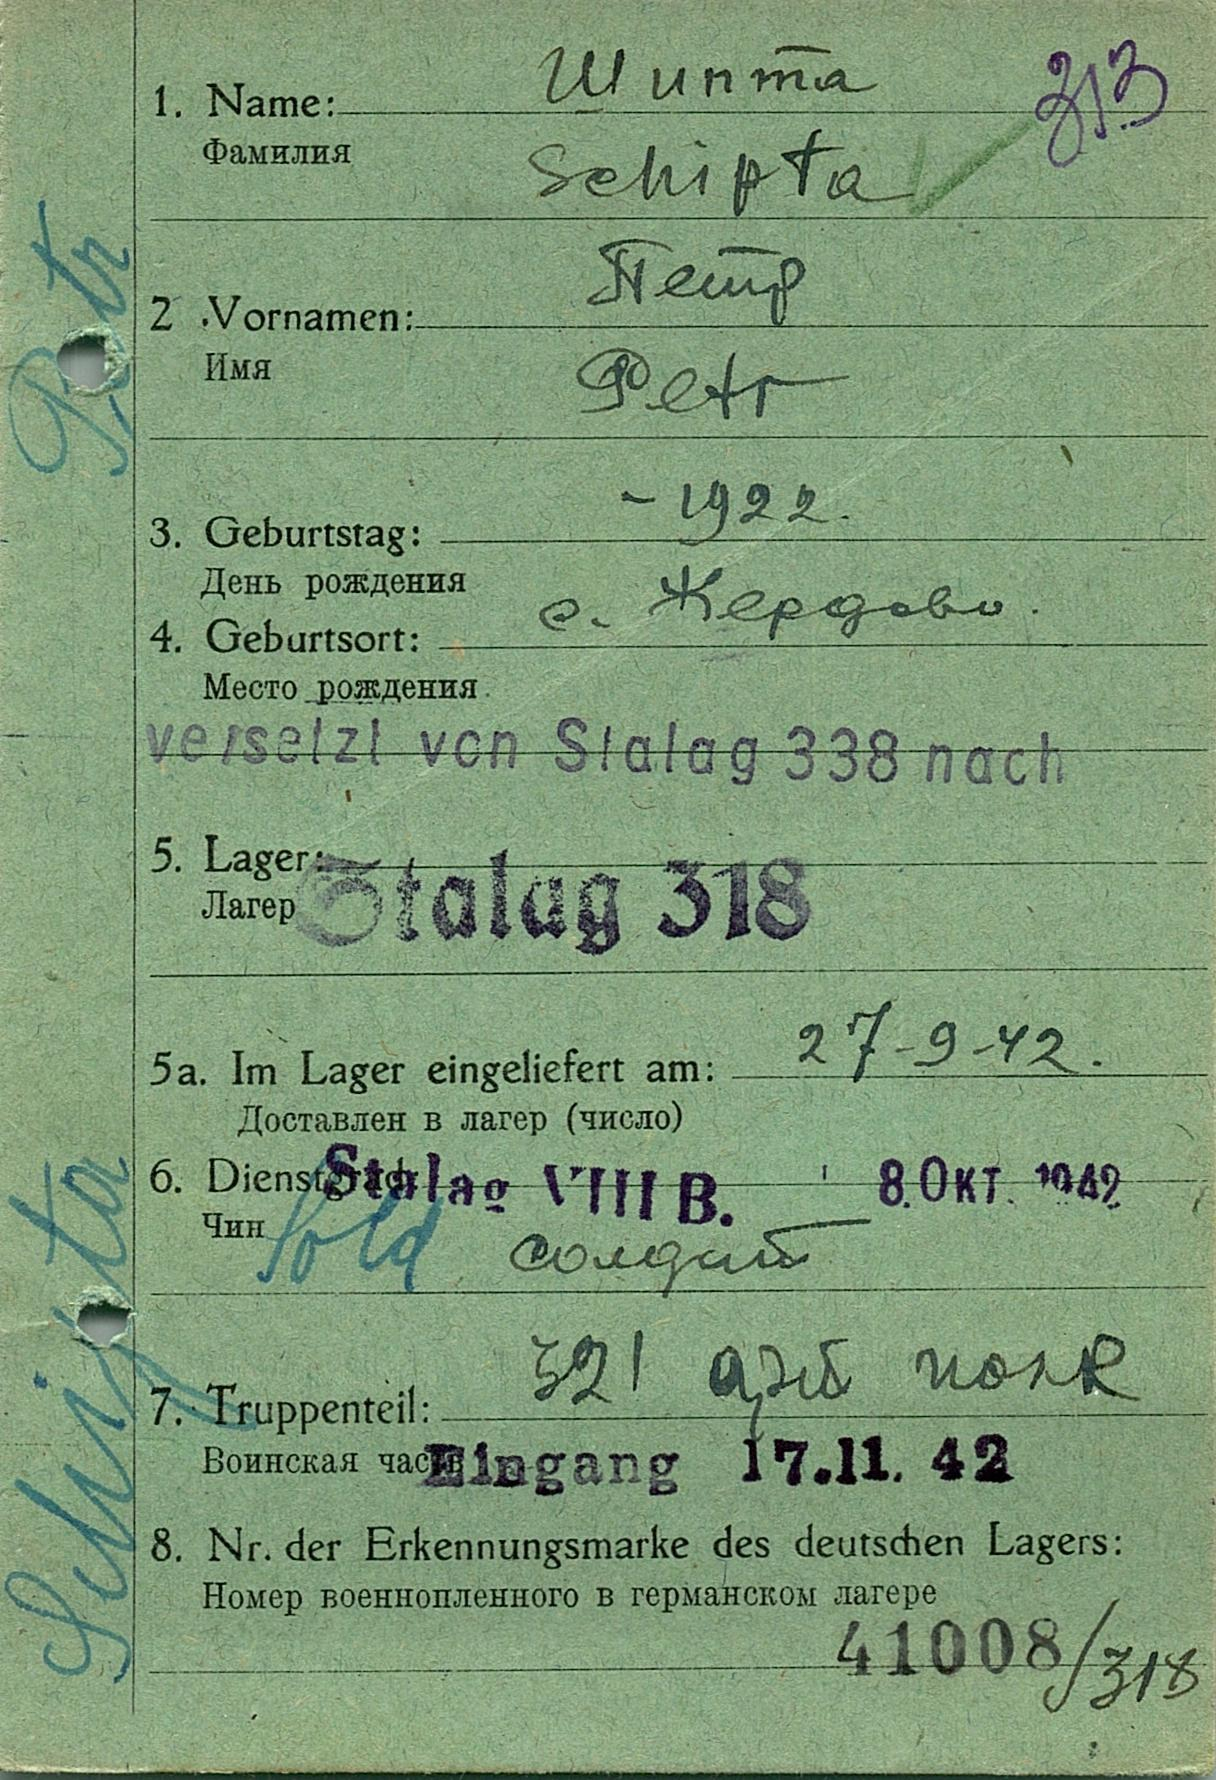 Шипта
313
1. Name:
Фамилия
Schipta
Петр
2. Vornamen:
Имя
Petr
- 1922.
3. Geburtstag:
День рождения
с. Жердово.
4. Geburtsort:
Место рождения
versetzt von Stalag 338 nach
5. Lager:
Лагер
Stalag 318
5a. Im Lager eingeliefert am: 27-9-42.
Доставлен в лагер (число)
6. Dienstgrad:
Stalag VIII B. 8. Okt. 1942
Чин
Sold солдат
321 арт полк
7. Truppenteil:
Воинская часть
Eingang 17.11.42
8. Nr. der Erkennungsmarke des deutschen Lagers:
Номер военнопленного в германском лагере
41008/318
Schipta Petr